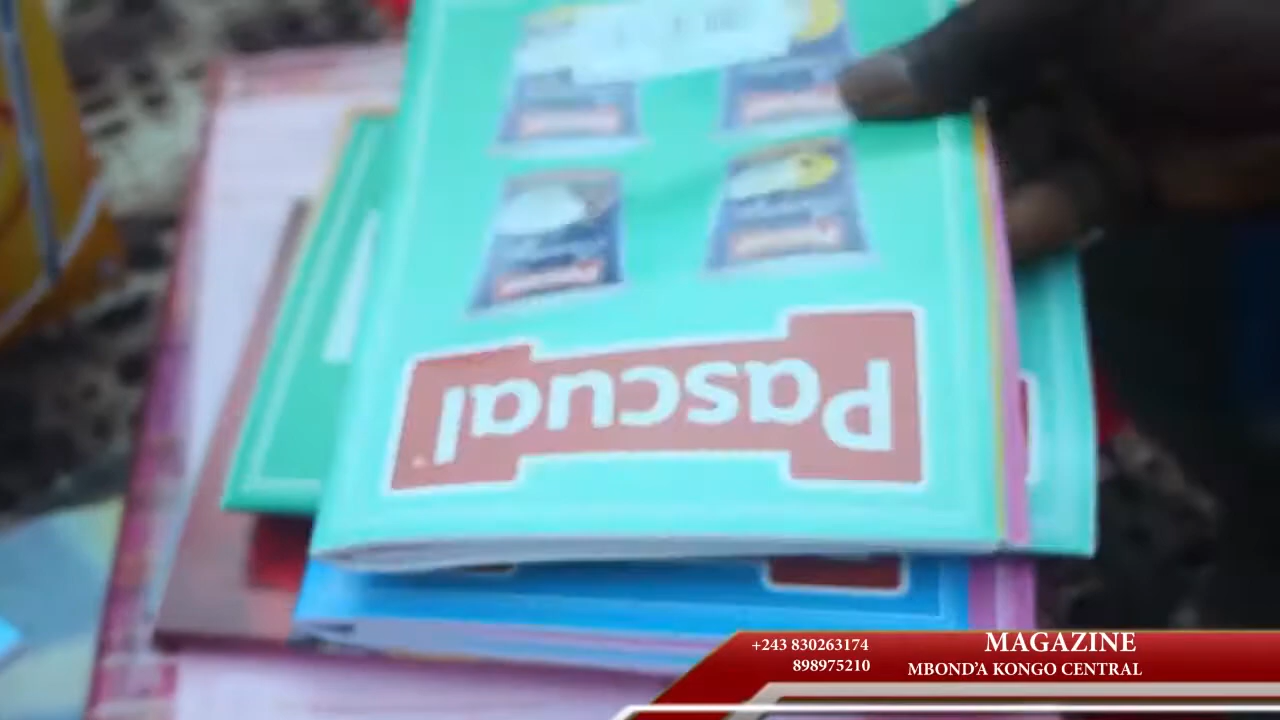 Pascual
+243 830263174
898975210
MAGAZINE
MBOND'A KONGO CENTRAL